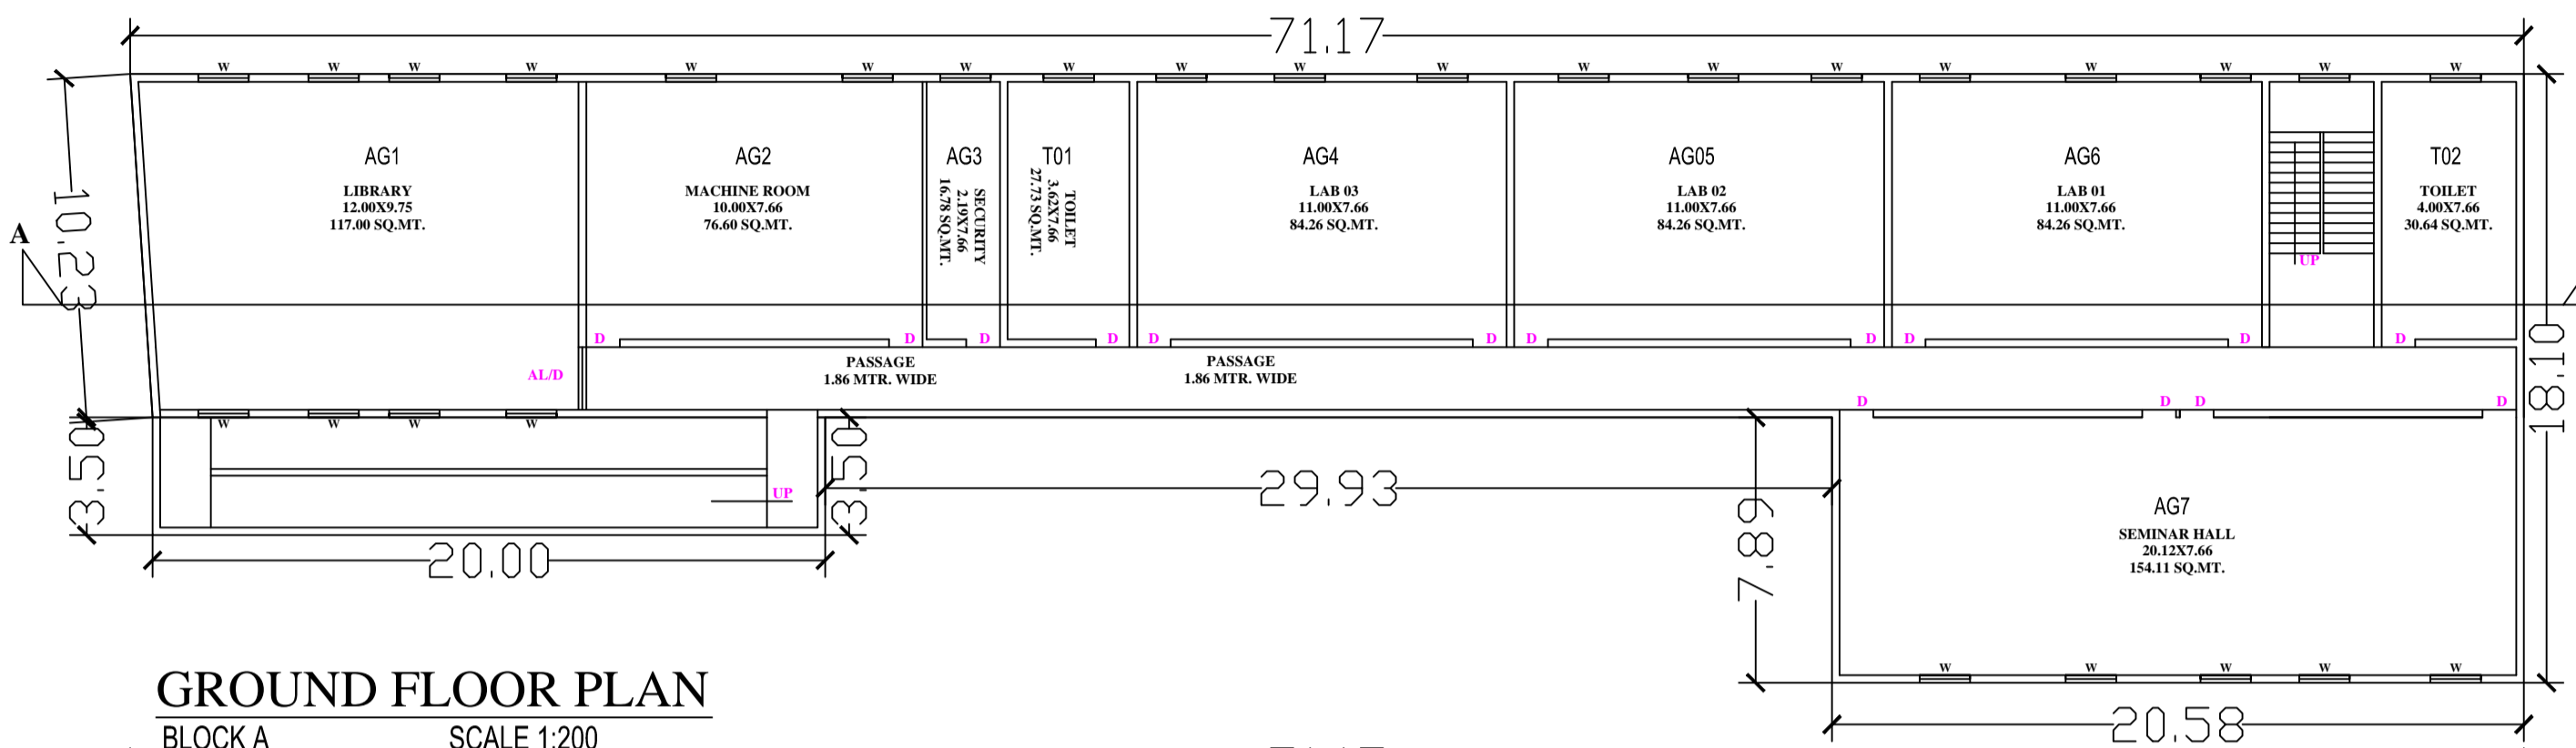 71.17
W W W W W W W W W W W W W W W W W W W
10.23
A
AG1
LIBRARY
12.00X9.75
117.00 SQ.MT.
AG2
MACHINE ROOM
10.00X7.66
76.60 SQ.MT.
AG3
SECURITY
2.19X7.66
16.78 SQ.MT.
T01
TOILET
3.62X7.66
27.73 SQ.MT.
AG4
LAB 03
11.00X7.66
84.26 SQ.MT.
AG05
LAB 02
11.00X7.66
84.26 SQ.MT.
AG6
LAB 01
11.00X7.66
84.26 SQ.MT.
UP
T02
TOILET
4.00X7.66
30.64 SQ.MT.
18.10
D D D D D D D D D D D
AL/D
PASSAGE
1.86 MTR. WIDE
PASSAGE
1.86 MTR. WIDE
D D D D
W W W W
3.50
UP
3.50
20.00
29.93
7.89
AG7
SEMINAR HALL
20.12X7.66
154.11 SQ.MT.
W W W W W
20.58
GROUND FLOOR PLAN
BLOCK A SCALE 1:200